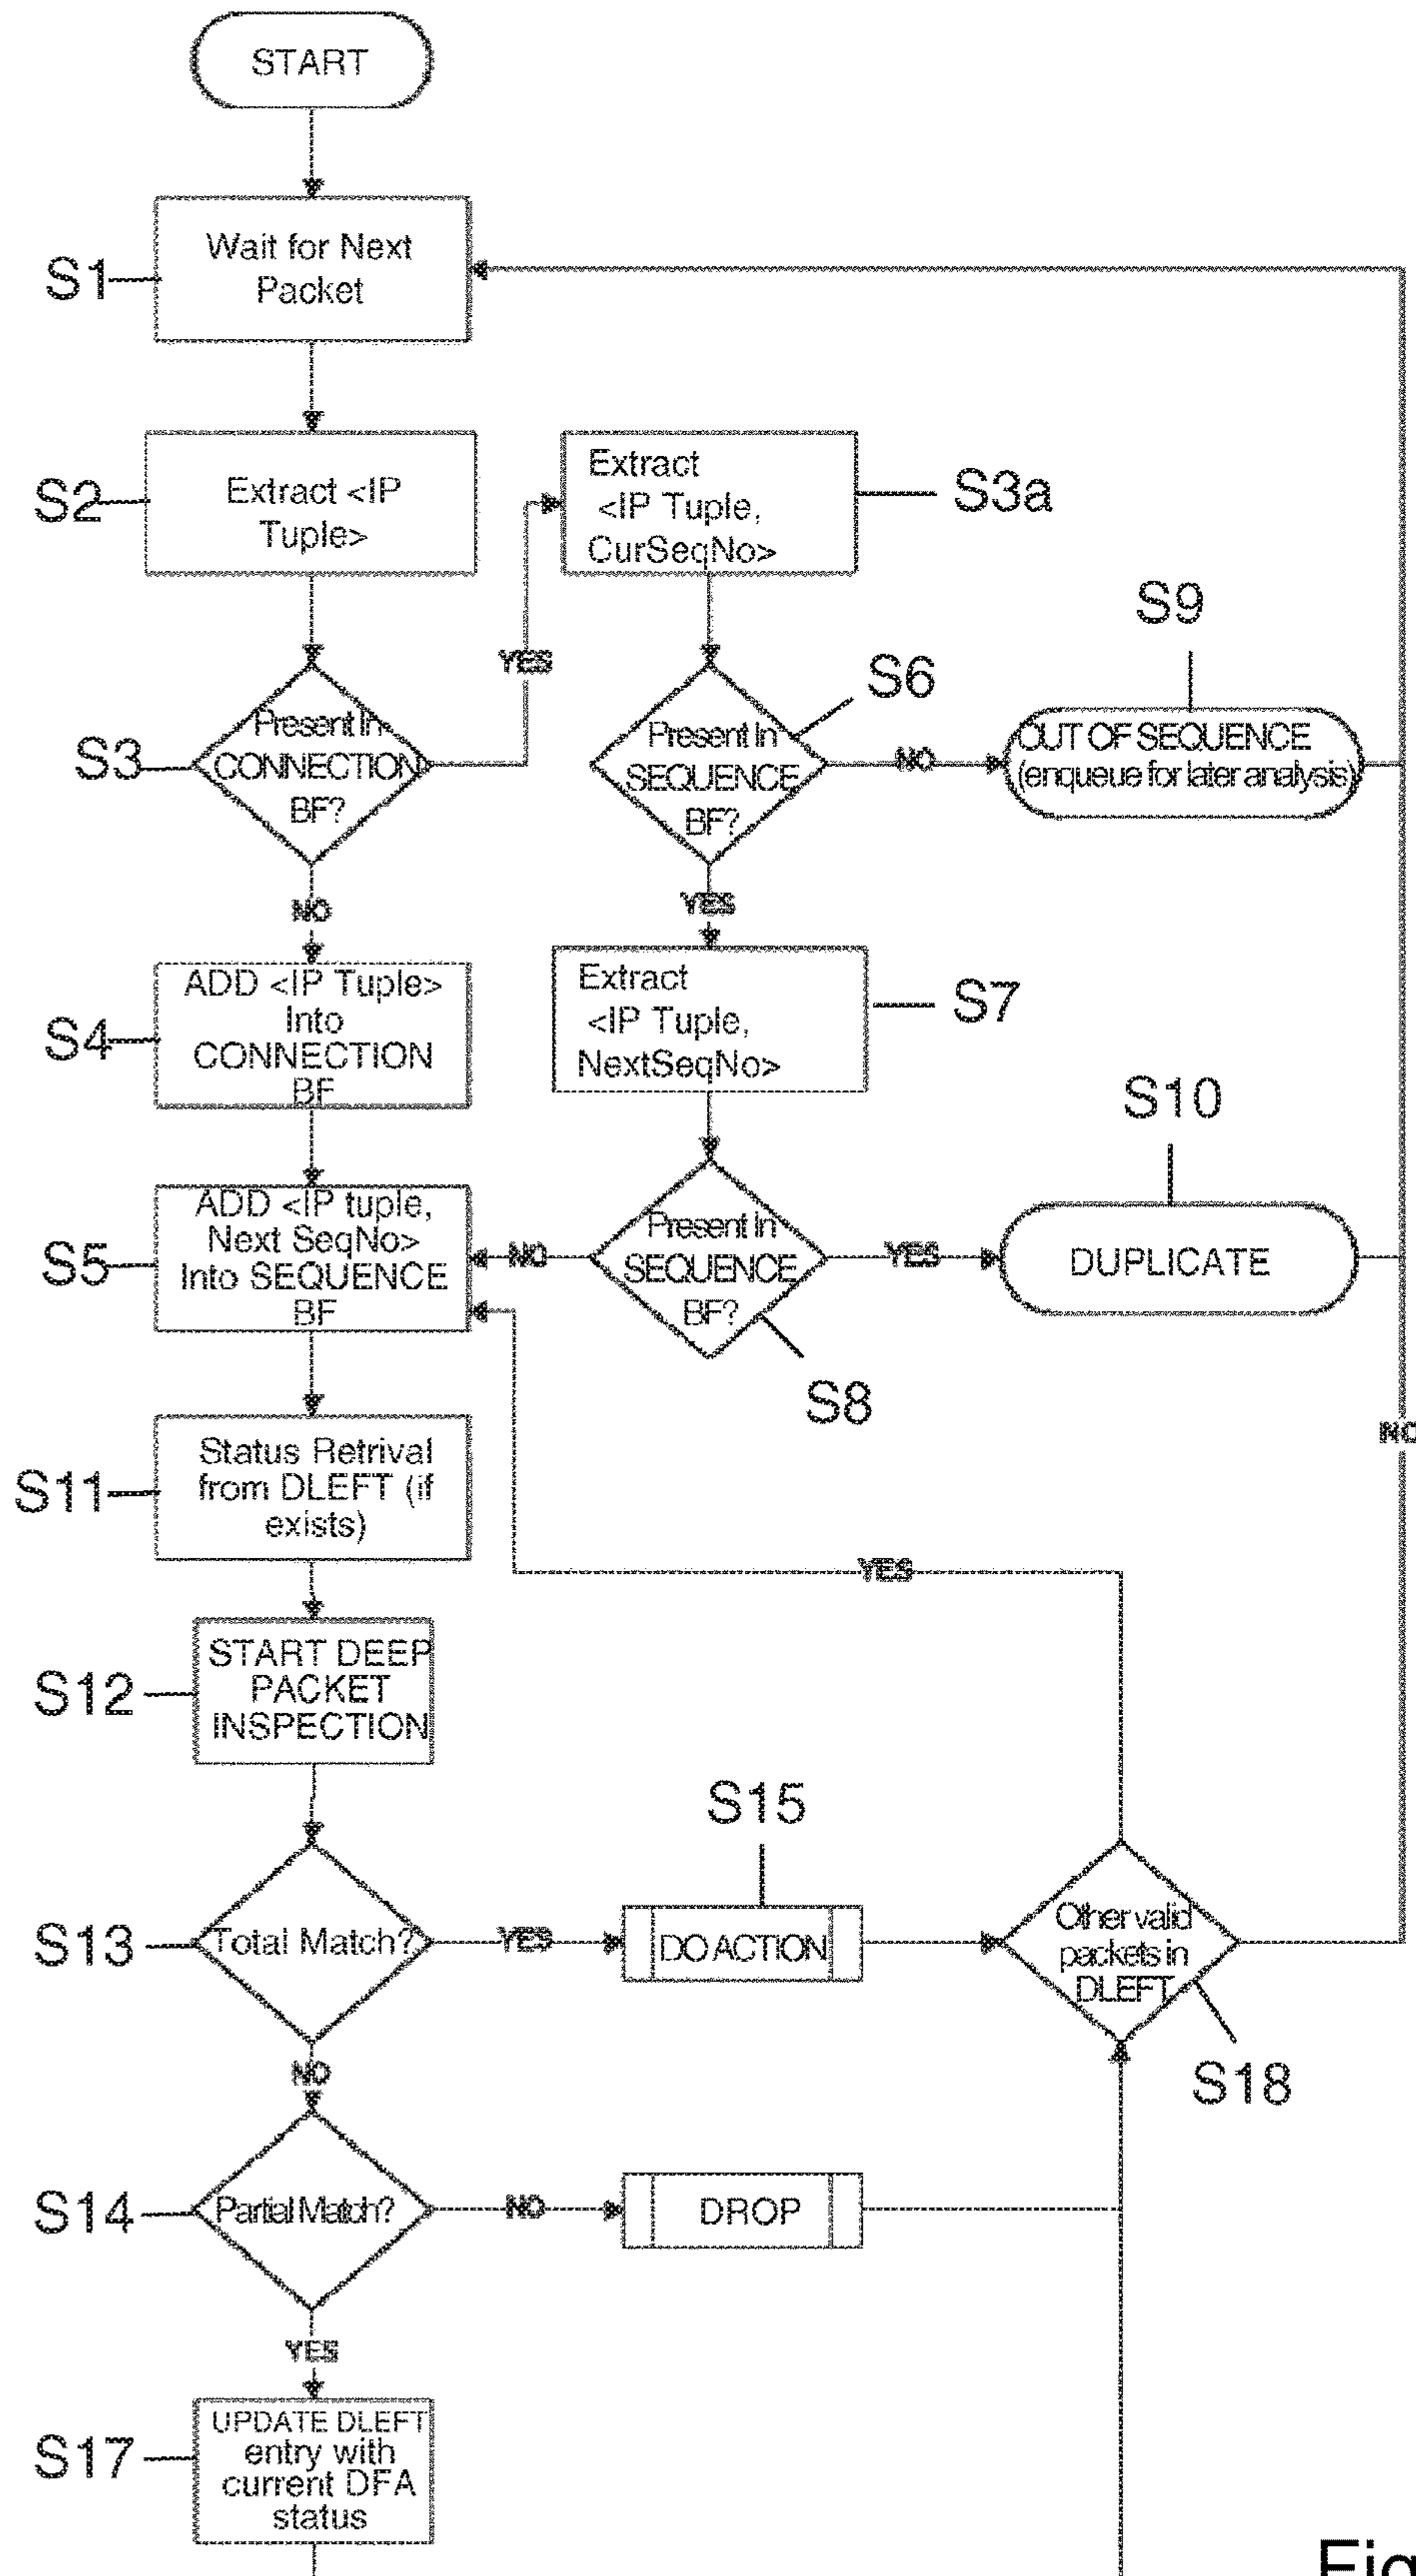 START
Wait for Next
Packet
S1
Extract <IP
Tuple>
S2
Extract
<IP Tuple,
CurSeqNo>
S3a
Present In
CONNECTION
BF?
S3
YES
NO
Present In
SEQUENCE
BF?
S6
NO
YES
OUT OF SEQUENCE
(enqueue for later analysis)
S9
ADD <IP Tuple>
Into
CONNECTION
BF
S4
Extract
<IP Tuple,
NextSeqNo>
S7
ADD <IP tuple,
Next SeqNo>
Into SEQUENCE
BF
S5
NO
Present In
SEQUENCE
BF?
S8
YES
DUPLICATE
S10
NO
Status Retrival
from DLEFT (if
exists)
S11
YES
START DEEP
PACKET
INSPECTION
S12
Total Match?
S13
YES
NO
DO ACTION
S15
Other valid
packets in
DLEFT
S18
Partial Match?
S14
NO
YES
DROP
UPDATE DLEFT
entry with
current DFA
status
S17
Fig